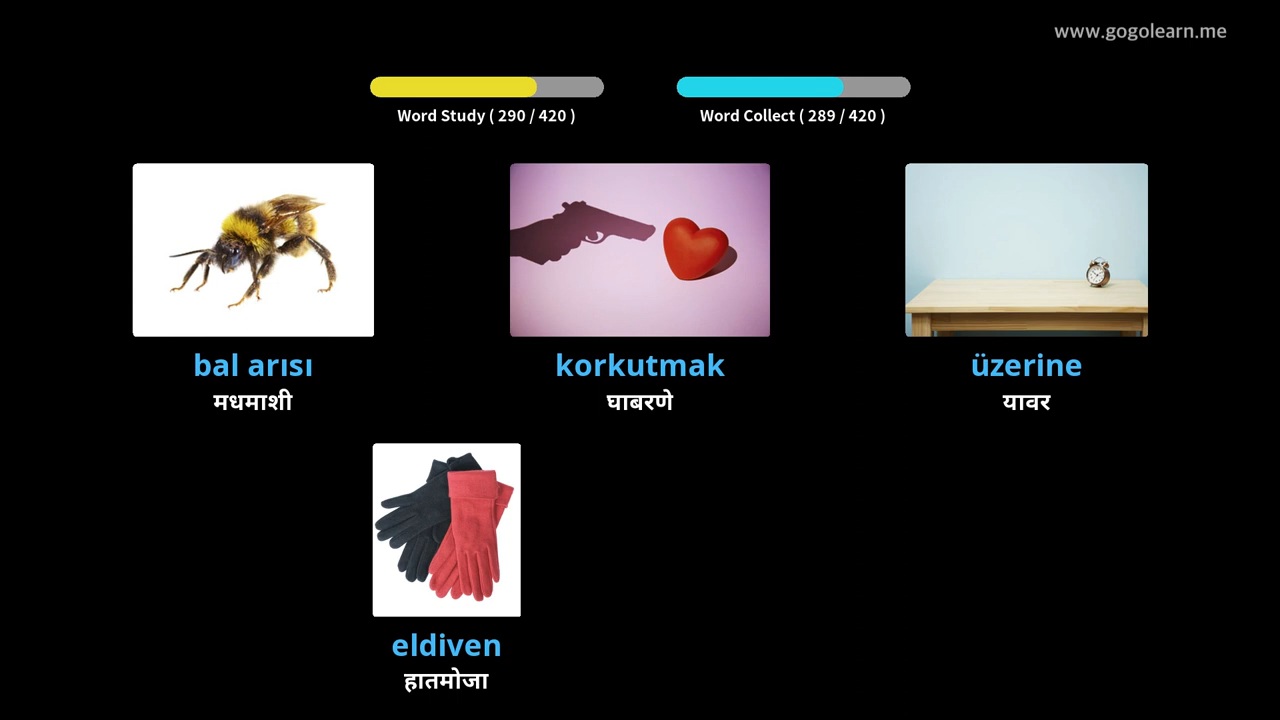 www.gogolearn.me
Word Study ( 290 / 420 )
Word Collect ( 289 / 420 )
bal arısı
मधमाशी
korkutmak
घाबरणे
üzerine
यावर
eldiven
हातमोजा